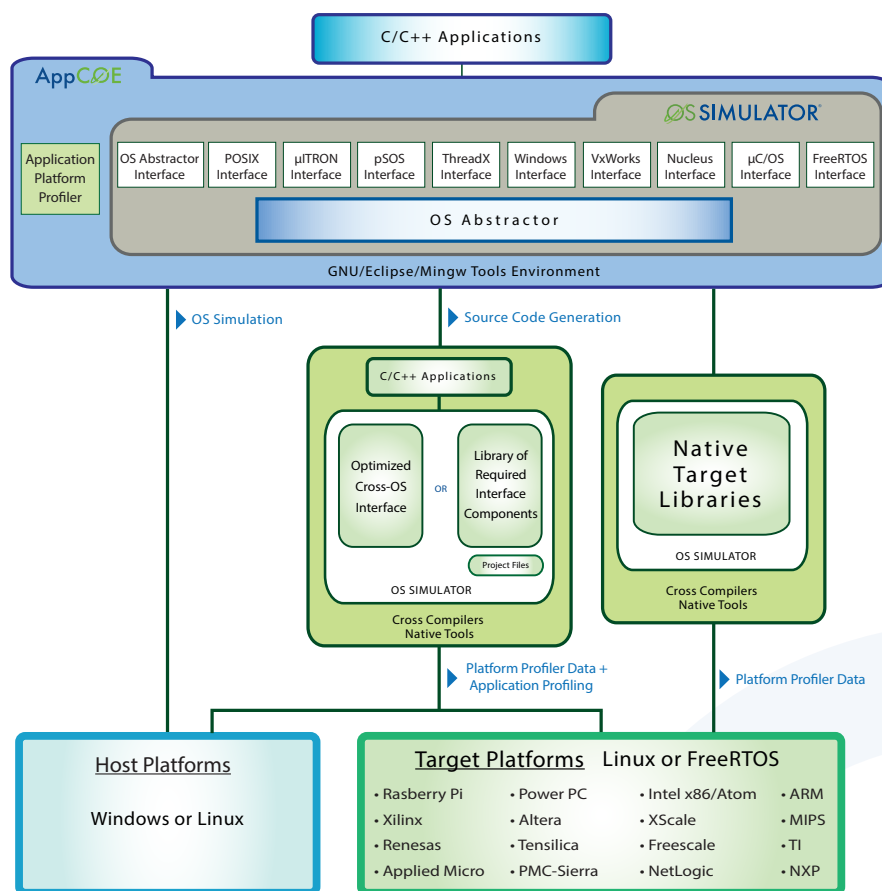 C/C++ Applications
AppCOE
OS SIMULATOR
Application
Platform
Profiler
OS Abstractor
Interface
POSIX
Interface
µITRON
Interface
pSOS
Interface
ThreadX
Interface
Windows
Interface
VxWorks
Interface
Nucleus
Interface
µC/OS
Interface
FreeRTOS
Interface
OS Abstractor
GNU/Eclipse/Mingw Tools Environment
OS Simulation
Source Code Generation
C/C++ Applications
Optimized
Cross-OS
Interface
OR
Library of
Required
Interface
Components
Project Files
OS SIMULATOR
Cross Compilers
Native Tools
Native
Target
Libraries
OS SIMULATOR
Cross Compilers
Native Tools
Platform Profiler Data +
Application Profiling
Platform Profiler Data
Host Platforms
Windows or Linux
Target Platforms Linux or FreeRTOS
• Rasberry Pi
• Xilinx
• Renesas
• Applied Micro
• Power PC
• Altera
• Tensilica
• PMC-Sierra
• Intel x86/Atom
• XScale
• Freescale
• NetLogic
• ARM
• MIPS
• TI
• NXP